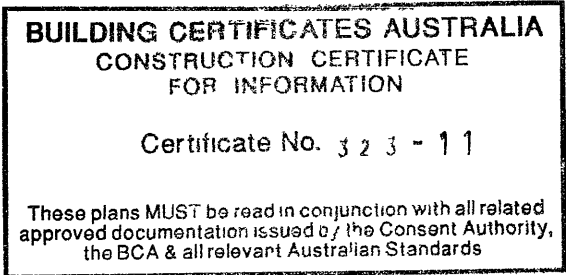 BUILDING CERTIFICATES AUSTRALIA
CONSTRUCTION CERTIFICATE
FOR INFORMATION
Certificate No. 323-11
These plans MUST be read in conjunction with all related
approved documentation issued by the Consent Authority,
the BCA & all relevant Australian Standards